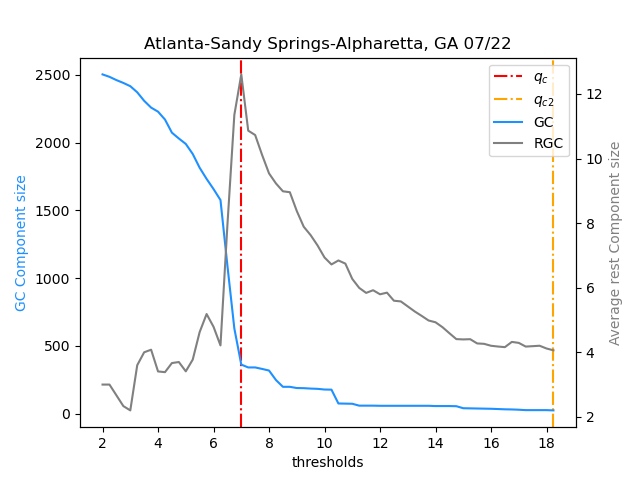 Atlanta-Sandy Springs-Alpharetta, GA 07/22
GC Component size
2500
2000
1500
1000
500
0
q_c
q_c2
GC
RGC
12
10
8
6
4
2
Average rest Component size
2 4 6 8 10 12 14 16 18
thresholds